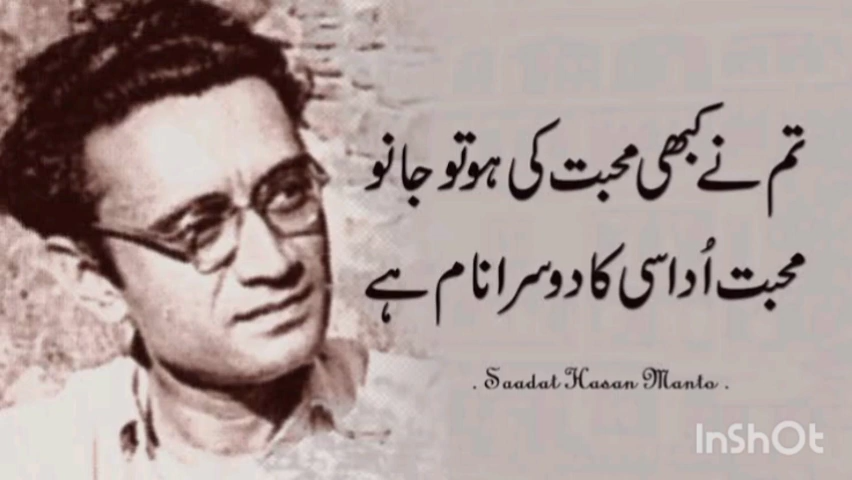 تم نے کبھی محبت کی ہو تو جانو
محبت اُداسی کا دوسرا نام ہے
. Saadat Hasan Manto .
InShOt